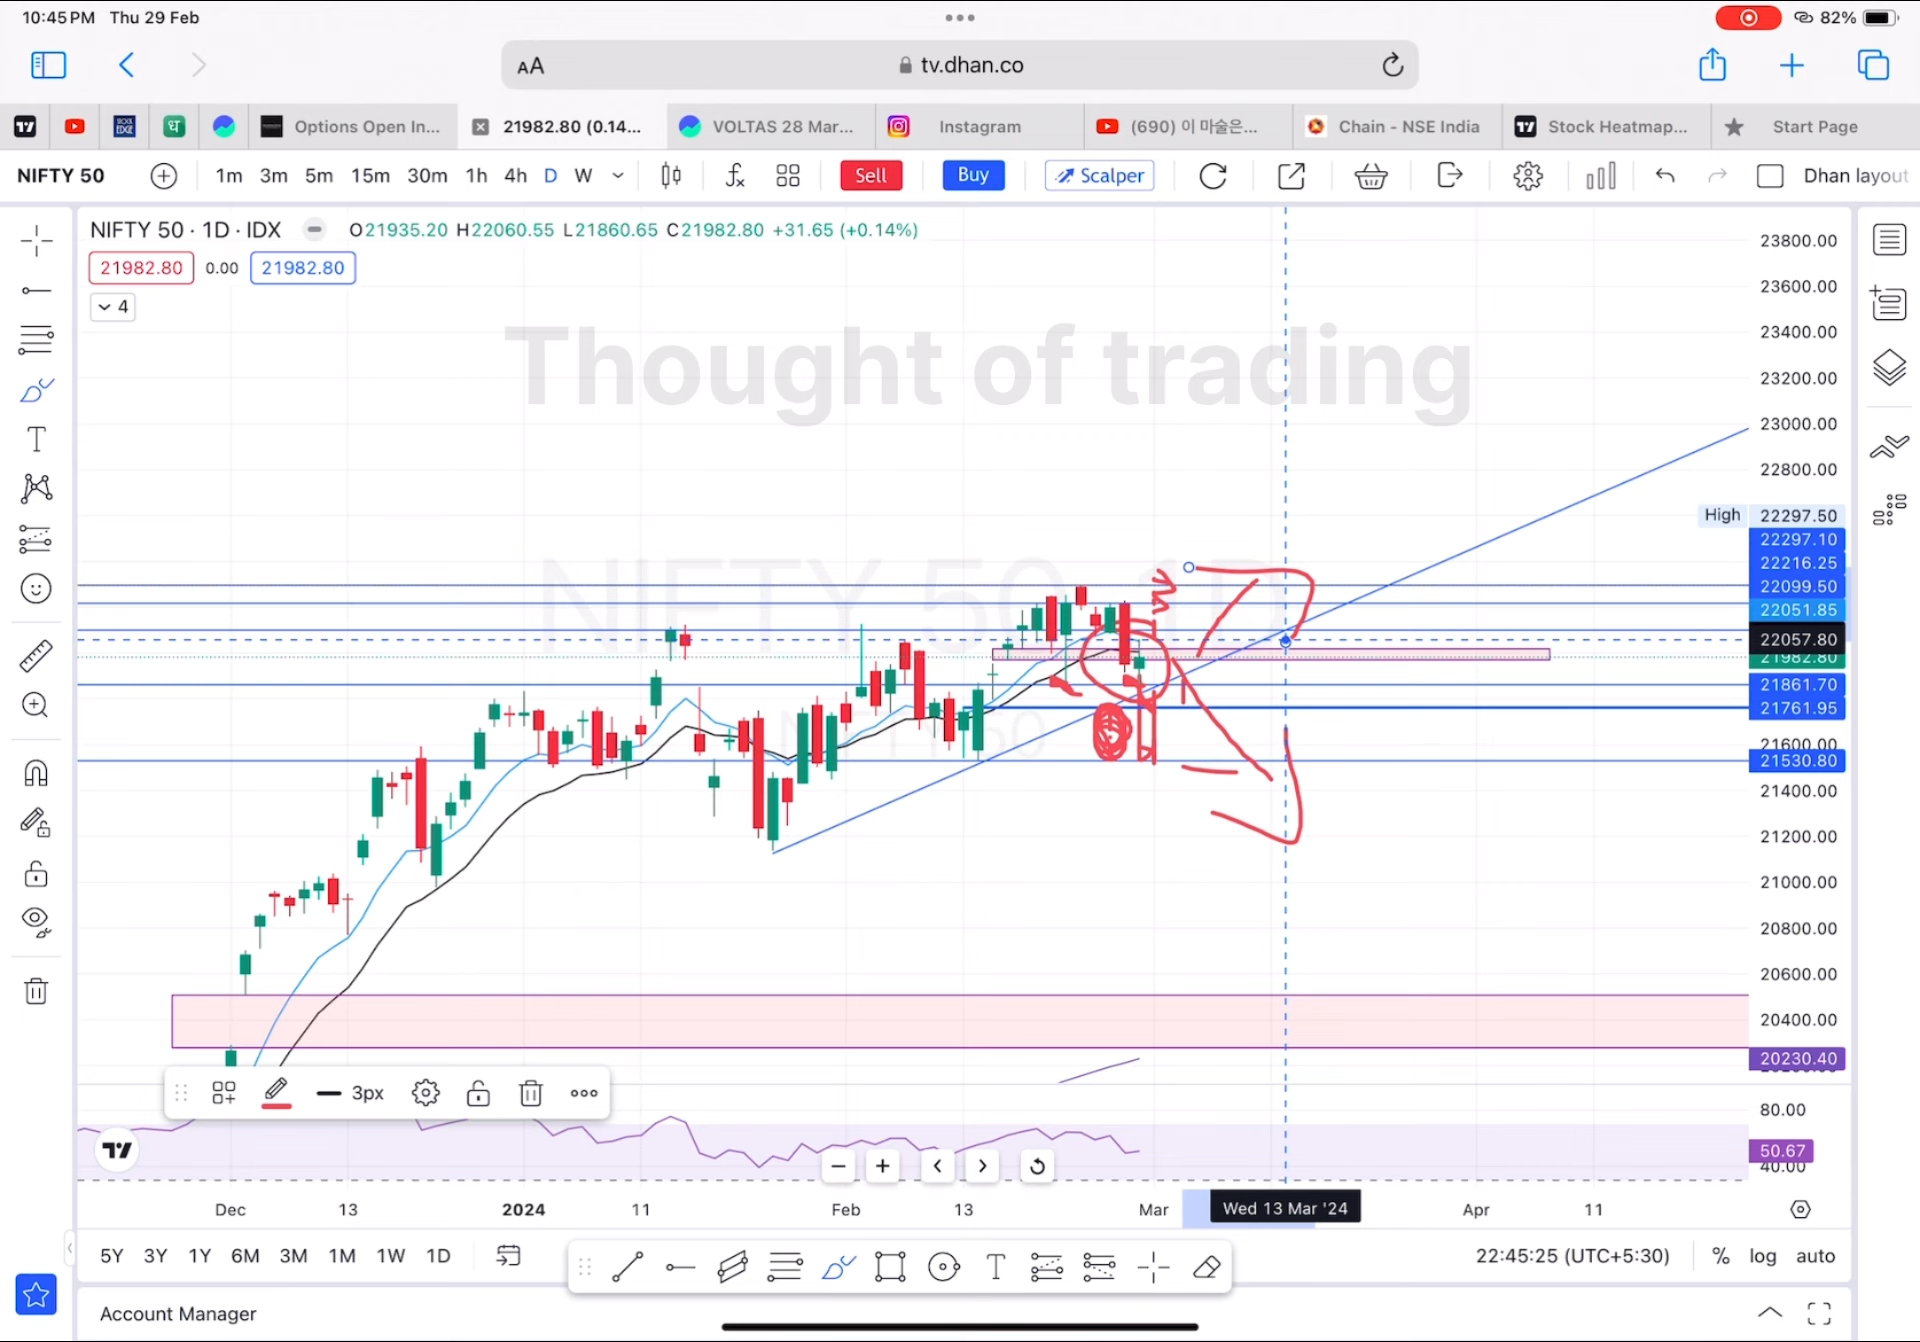 10:45 PM Thu 29 Feb
82%
AA
tv.dhan.co
Options Open In...
21982.80 (0.14...
VOLTAS 28 Mar...
Instagram
(690) 이 마술은...
Chain - NSE India
Stock Heatmap...
Start Page
NIFTY 50
1m 3m 5m 15m 30m 1h 4h D W
Sell
Buy
Scalper
Dhan layout
NIFTY 50 · 1D · IDX
O21935.20 H22060.55 L21860.65 C21982.80 +31.65 (+0.14%)
21982.80
0.00
21982.80
4
Thought of trading
NIFTY 50, 1D
NIFTY 50
23800.00
23600.00
23400.00
23200.00
23000.00
22800.00
High 22297.50
22297.10
22216.25
22099.50
22051.85
22057.80
21982.80
21861.70
21761.95
21600.00
21530.80
21400.00
21200.00
21000.00
20800.00
20600.00
20400.00
20230.40
3px
80.00
50.67
40.00
Dec 13 2024 11 Feb 13 Mar Wed 13 Mar '24 Apr 11
5Y 3Y 1Y 6M 3M 1M 1W 1D
22:45:25 (UTC+5:30)
% log auto
Account Manager